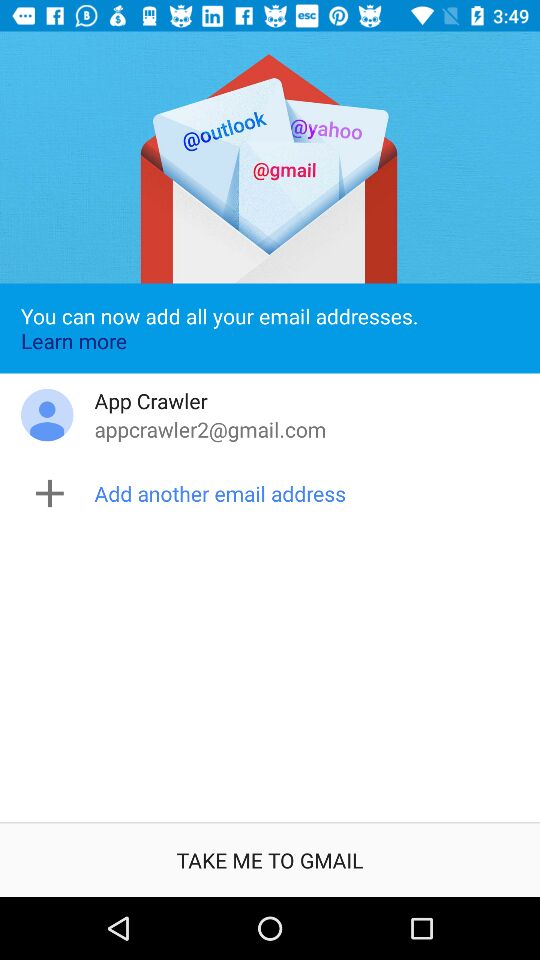 esc 3:49
@outlook
@yahoo
@gmail
You can now add all your email addresses.
Learn more
App Crawler
appcrawler2@gmail.com
Add another email address
TAKE ME TO GMAIL